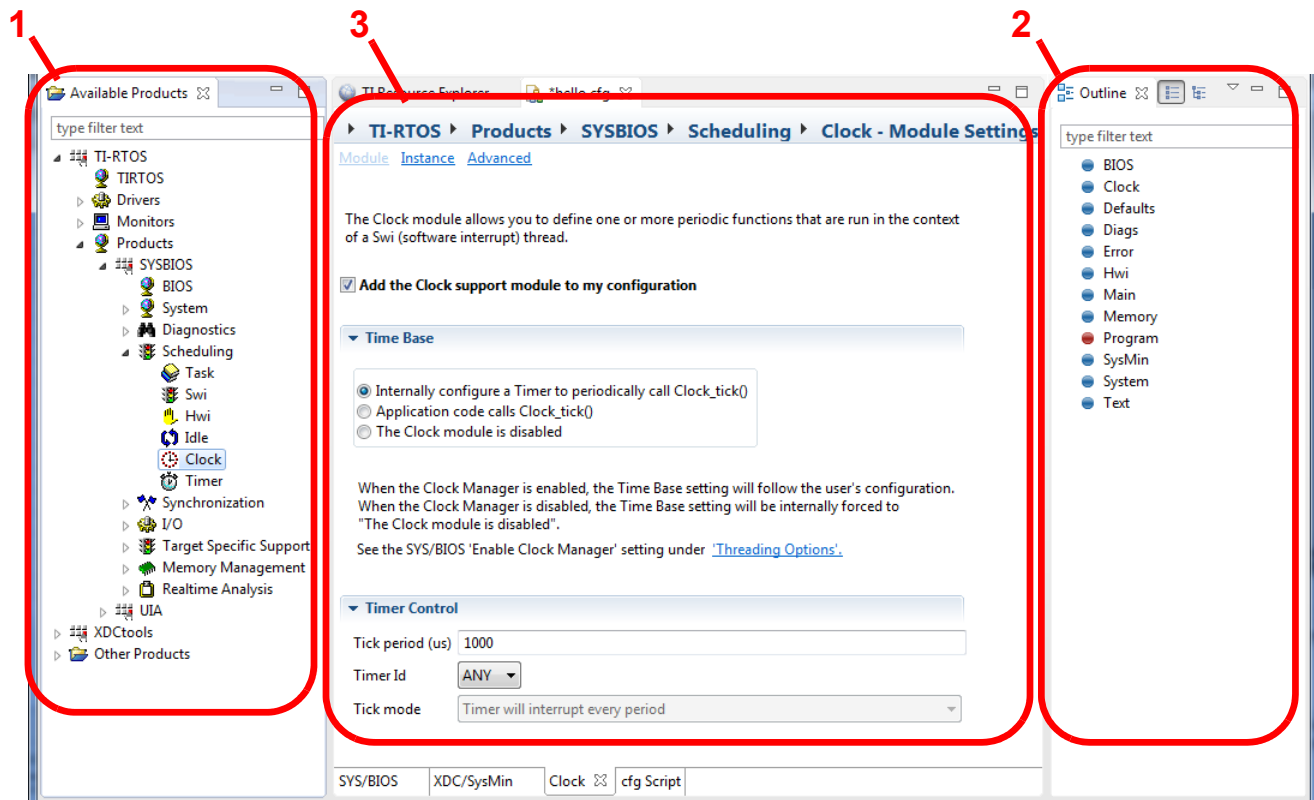 1
3
2
Available Products
type filter text
TI-RTOS
TIRTOS
Drivers
Monitors
Products
SYSBIOS
BIOS
System
Diagnostics
Scheduling
Task
Swi
Hwi
Idle
Clock
Timer
Synchronization
I/O
Target Specific Support
Memory Management
Realtime Analysis
UIA
XDCtools
Other Products
TI Resource Explorer
*hello.cfg
TI-RTOS Products SYSBIOS Scheduling Clock - Module Settings
Module Instance Advanced
The Clock module allows you to define one or more periodic functions that are run in the context
of a Swi (software interrupt) thread.
Add the Clock support module to my configuration
Time Base
Internally configure a Timer to periodically call Clock_tick()
Application code calls Clock_tick()
The Clock module is disabled
When the Clock Manager is enabled, the Time Base setting will follow the user's configuration.
When the Clock Manager is disabled, the Time Base setting will be internally forced to
"The Clock module is disabled".
See the SYS/BIOS 'Enable Clock Manager' setting under 'Threading Options'.
Timer Control
Tick period (us) 1000
Timer Id ANY
Tick mode Timer will interrupt every period
SYS/BIOS XDC/SysMin Clock cfg Script
Outline
type filter text
BIOS
Clock
Defaults
Diags
Error
Hwi
Main
Memory
Program
SysMin
System
Text